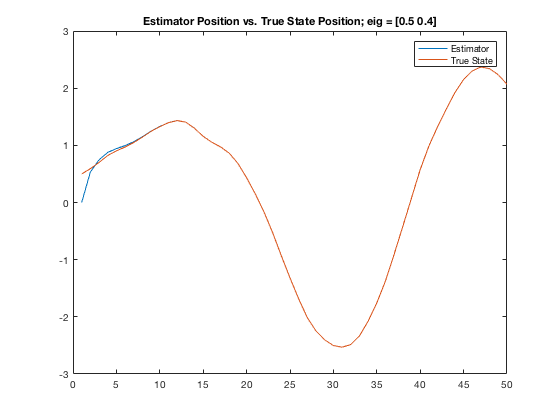 Estimator Position vs. True State Position; eig = [0.5 0.4]
Estimator
True State
3
2
1
0
-1
-2
-3
0 5 10 15 20 25 30 35 40 45 50